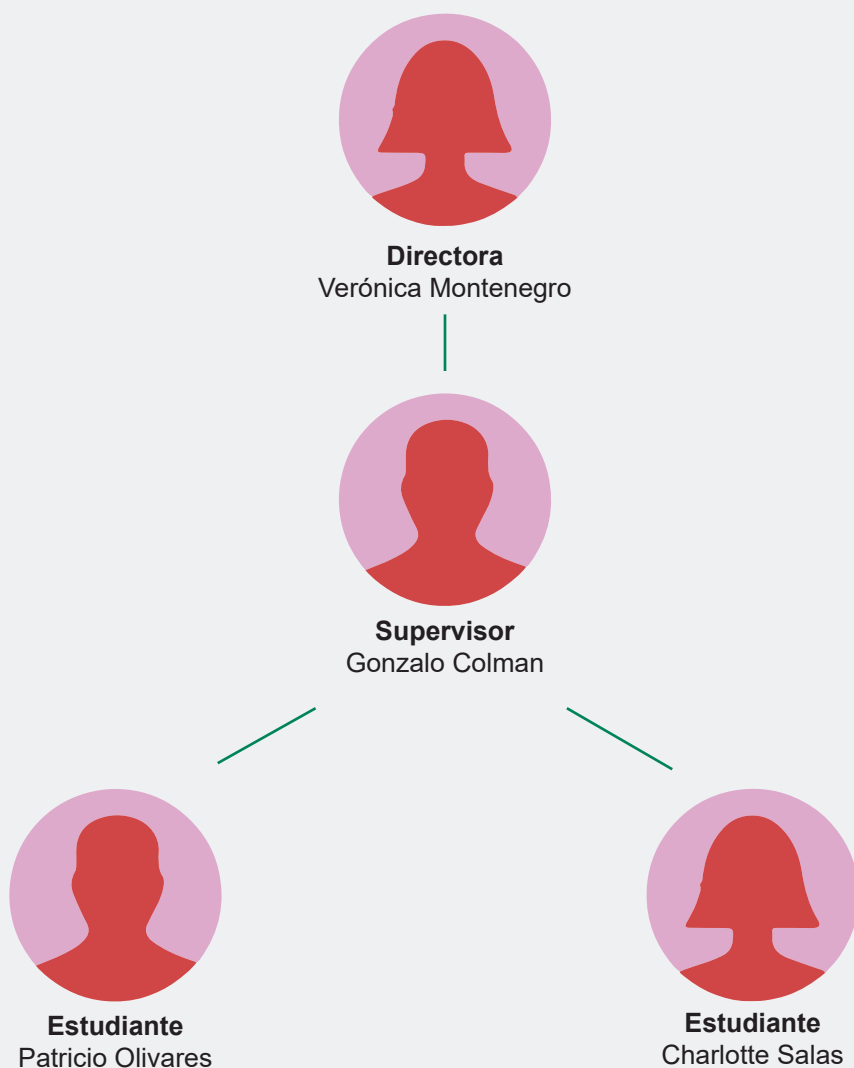 Directora
Verónica Montenegro
Supervisor
Gonzalo Colman
Estudiante
Patricio Olivares
Estudiante
Charlotte Salas